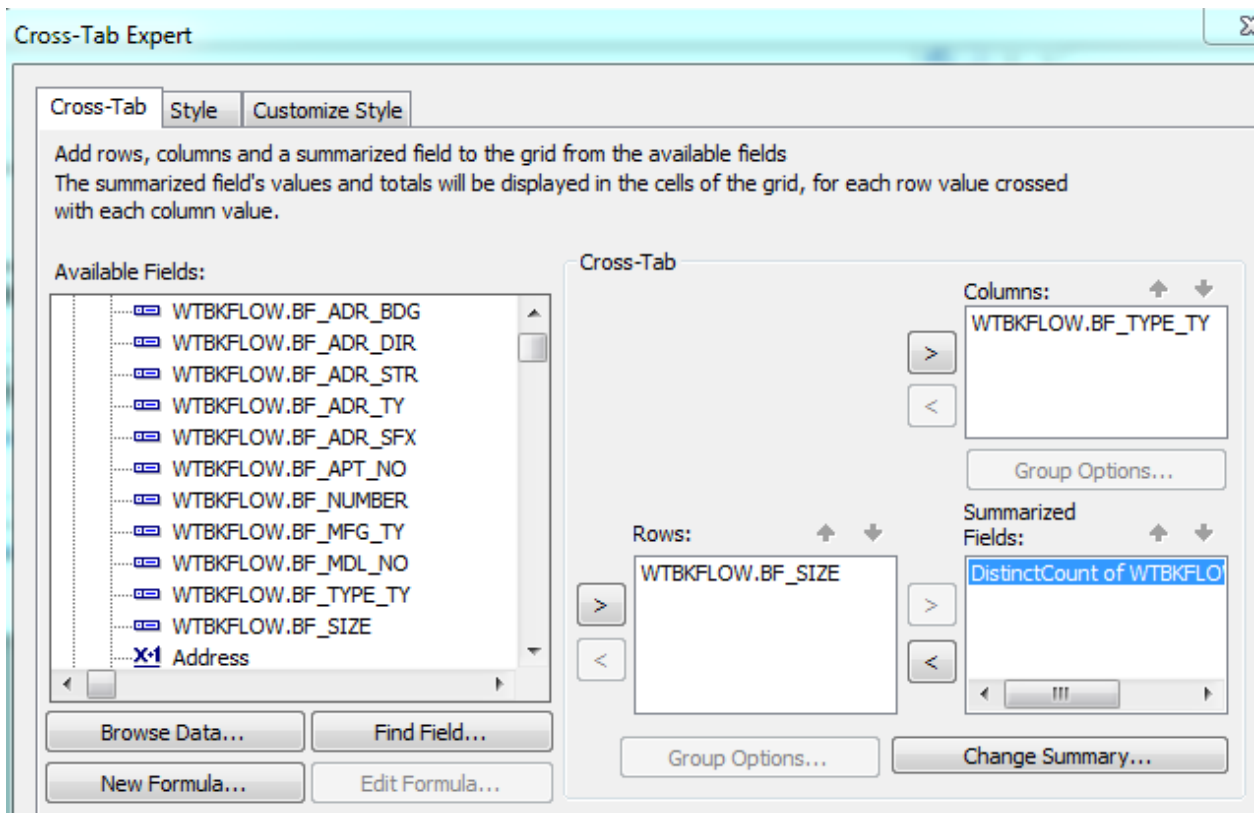 Cross-Tab Expert
Cross-Tab
Style
Customize Style
Add rows, columns and a summarized field to the grid from the available fields
The summarized field's values and totals will be displayed in the cells of the grid, for each row value crossed
with each column value.
Available Fields:
WTBKFLOW.BF_ADR_BDG
WTBKFLOW.BF_ADR_DIR
WTBKFLOW.BF_ADR_STR
WTBKFLOW.BF_ADR_TY
WTBKFLOW.BF_ADR_SFX
WTBKFLOW.BF_APT_NO
WTBKFLOW.BF_NUMBER
WTBKFLOW.BF_MFG_TY
WTBKFLOW.BF_MDL_NO
WTBKFLOW.BF_TYPE_TY
WTBKFLOW.BF_SIZE
X+1 Address
Browse Data...
Find Field...
New Formula...
Edit Formula...
Cross-Tab
Columns:
WTBKFLOW.BF_TYPE_TY
>
<
Group Options...
Rows:
WTBKFLOW.BF_SIZE
>
<
Group Options...
Summarized
Fields:
DistinctCount of WTBKFLO
>
<
Change Summary...